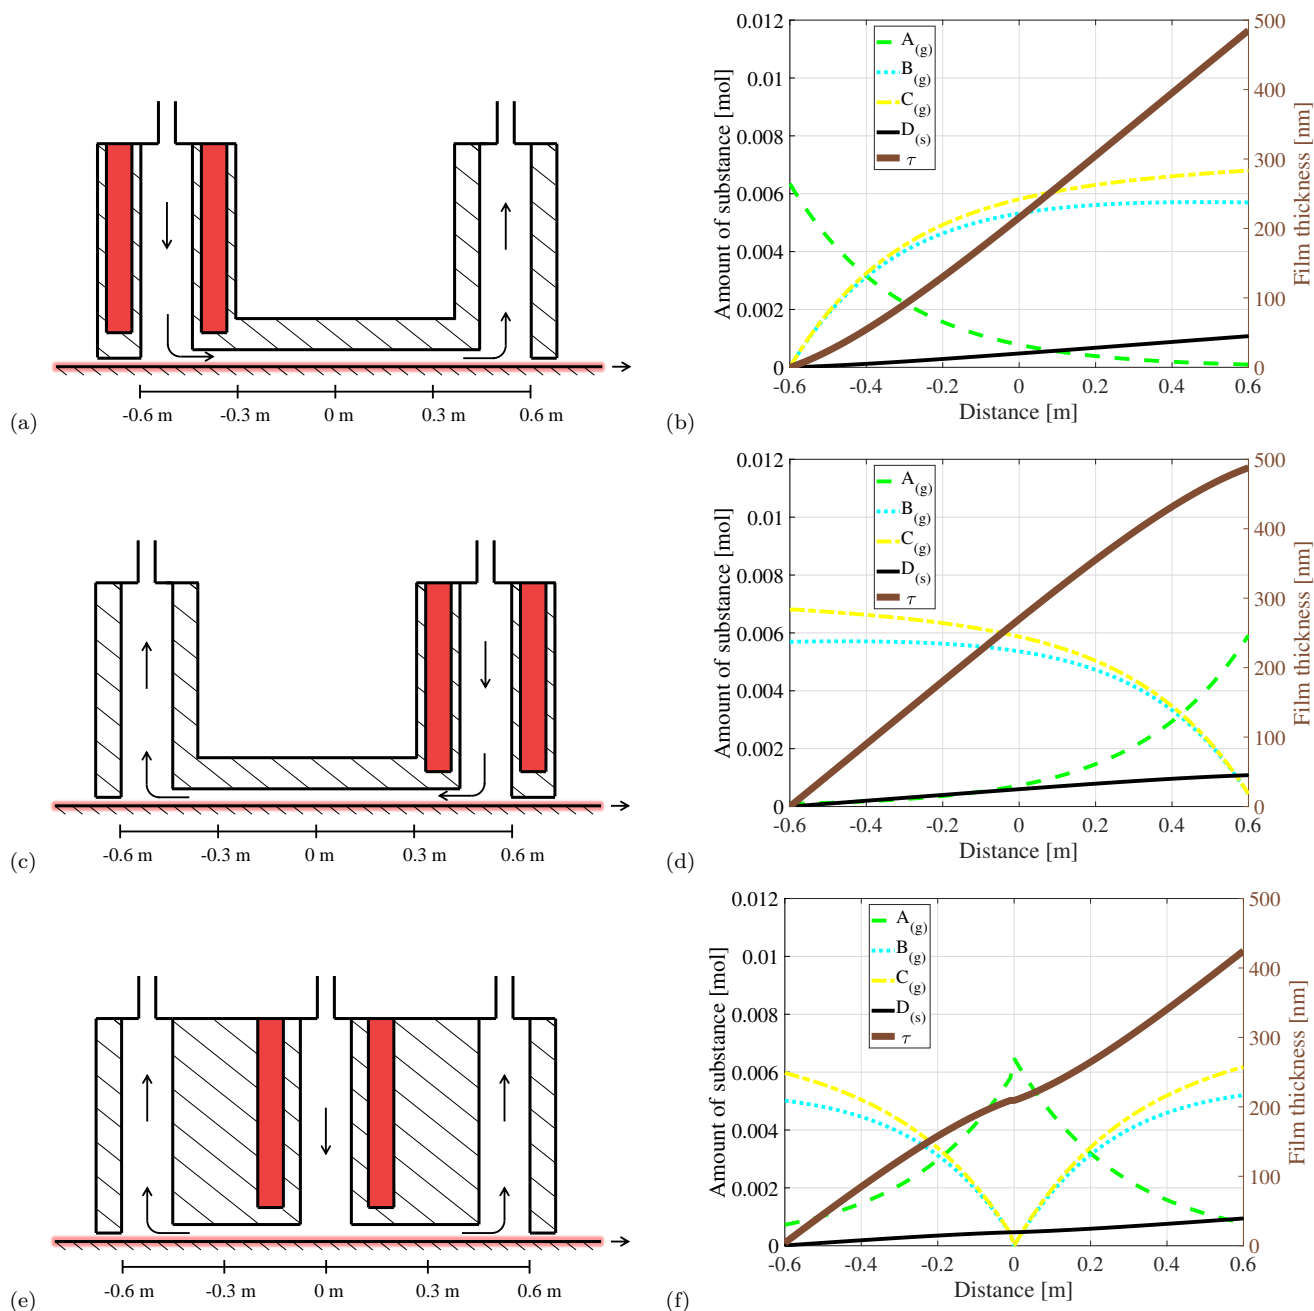 (a)
-0.6 m -0.3 m 0 m 0.3 m 0.6 m
(b)
Amount of substance [mol]
0.012
0.01
0.008
0.006
0.004
0.002
0
A(g)
B(g)
C(g)
D(s)
τ
500
400
300
200
100
0
Film thickness [nm]
-0.6 -0.4 -0.2 0 0.2 0.4 0.6
Distance [m]
(c)
-0.6 m -0.3 m 0 m 0.3 m 0.6 m
(d)
Amount of substance [mol]
0.012
0.01
0.008
0.006
0.004
0.002
0
A(g)
B(g)
C(g)
D(s)
τ
500
400
300
200
100
0
Film thickness [nm]
-0.6 -0.4 -0.2 0 0.2 0.4 0.6
Distance [m]
(e)
-0.6 m -0.3 m 0 m 0.3 m 0.6 m
(f)
Amount of substance [mol]
0.012
0.01
0.008
0.006
0.004
0.002
0
A(g)
B(g)
C(g)
D(s)
τ
500
400
300
200
100
0
Film thickness [nm]
-0.6 -0.4 -0.2 0 0.2 0.4 0.6
Distance [m]